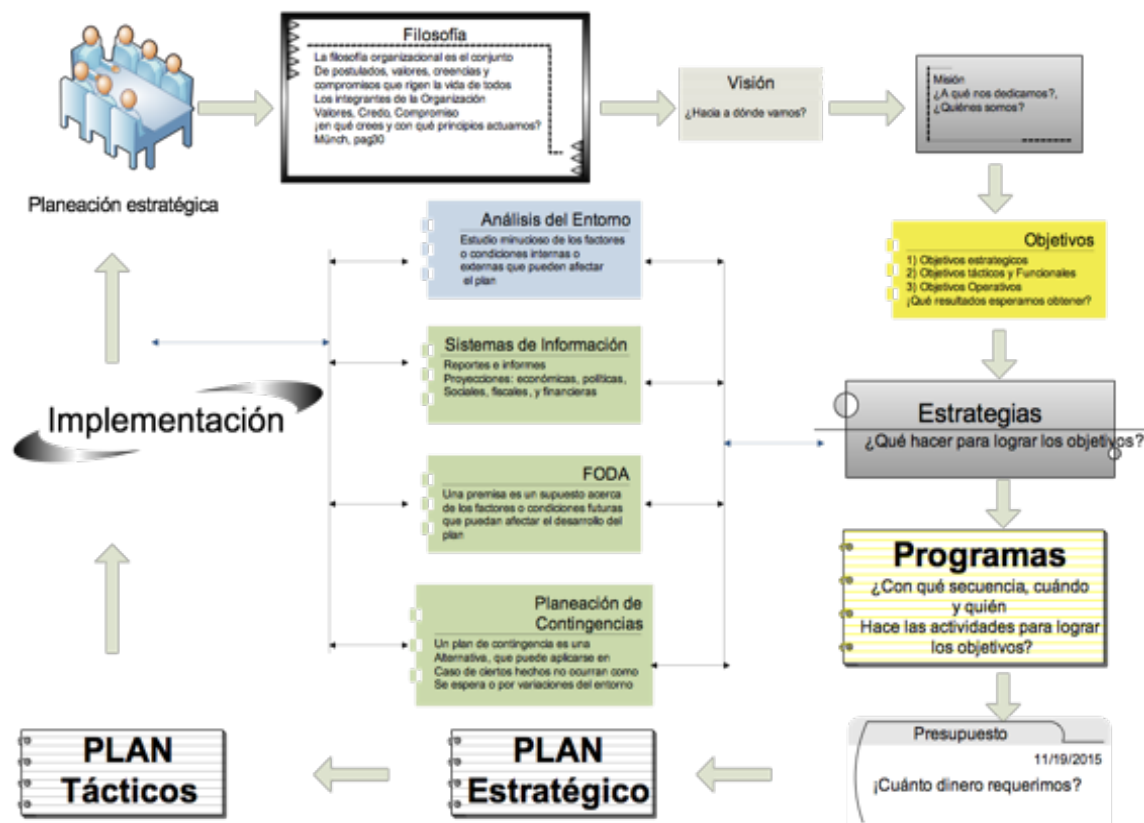 Filosofía
La filosofía organizacional es el conjunto
De postulados, valores, creencias y
compromisos que rigen la vida de todos
Los integrantes de la Organización
Valores, Credo, Compromiso
¡en qué crees y con qué principios actuamos?
Münch, pag30
Visión
¿Hacia a dónde vamos?
Misión
¿A qué nos dedicamos?,
¿Quiénes somos?
Planeación estratégica
Análisis del Entorno
Estudio minucioso de los factores
o condiciones internas o
externas que pueden afectar
el plan
Objetivos
1) Objetivos estrategicos
2) Objetivos tácticos y Funcionales
3) Objetivos Operativos
¡Qué resultados esperamos obtener?
Sistemas de Información
Reportes e informes
Proyecciones: económicas, políticas,
Sociales, fiscales, y financieras
Implementación
Estrategias
¿Qué hacer para lograr los objetivos?
FODA
Una premisa es un supuesto acerca
de los factores o condiciones futuras
que puedan afectar el desarrollo del
plan
Programas
¿Con qué secuencia, cuándo
y quién
Hace las actividades para lograr
los objetivos?
Planeación de
Contingencias
Un plan de contingencia es una
Alternativa, que puede aplicarse en
Caso de ciertos hechos no ocurran como
Se espera o por variaciones del entorno
Presupuesto
11/19/2015
¡Cuánto dinero requerimos?
PLAN
Estratégico
PLAN
Tácticos